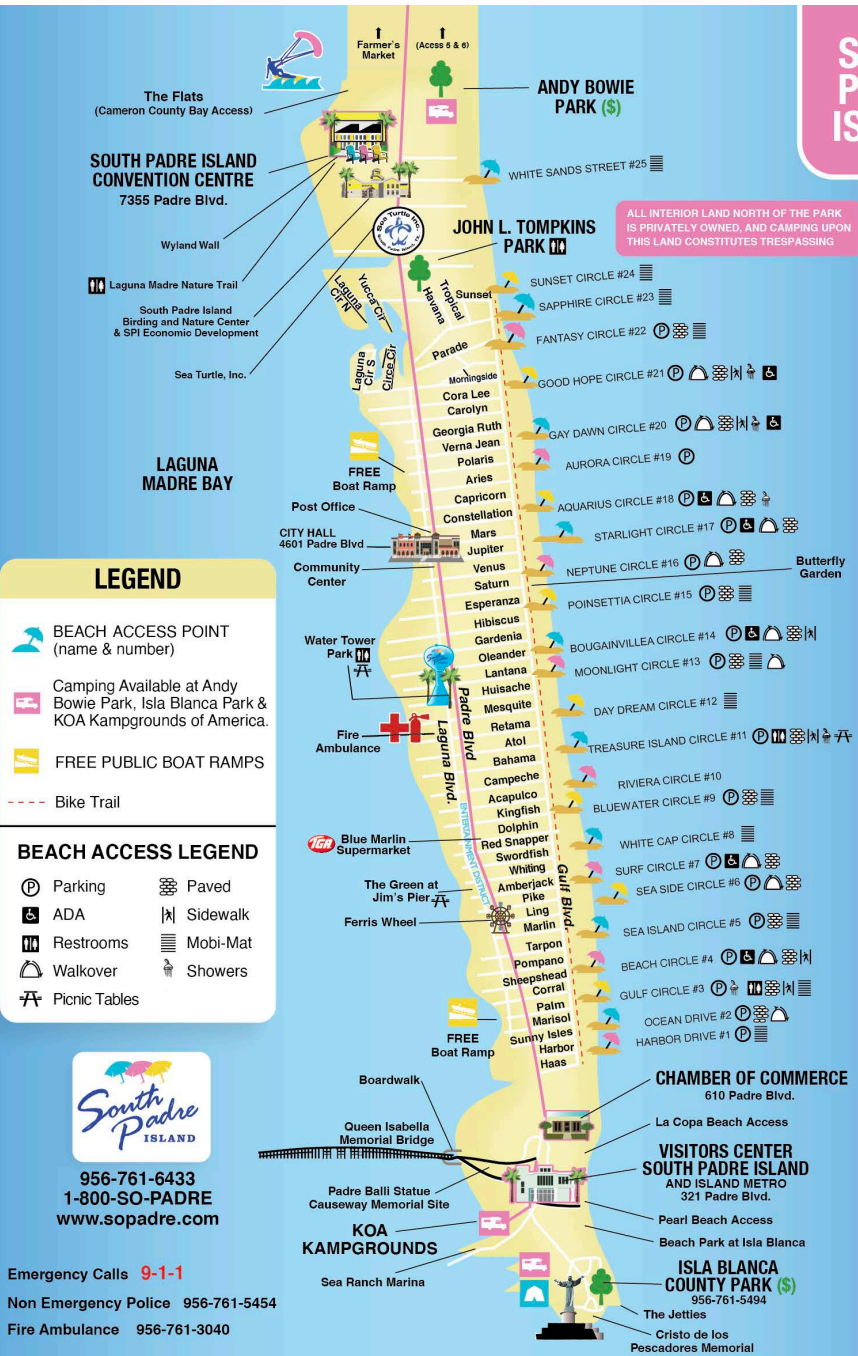 Farmer's
Market
(Acess 5 & 6)
S
P
IS
The Flats
(Cameron County Bay Access)
ANDY BOWIE
PARK ($)
SOUTH PADRE ISLAND
CONVENTION CENTRE
7355 Padre Blvd.
WHITE SANDS STREET #25
Wyland Wall
Sea Turtle Inc.
South Padre Island, TX.
JOHN L. TOMPKINS
PARK
ALL INTERIOR LAND NORTH OF THE PARK
IS PRIVATELY OWNED, AND CAMPING UPON
THIS LAND CONSTITUTES TRESPASSING
Laguna Madre Nature Trail
South Padre Island
Birding and Nature Center
& SPI Economic Development
Sea Turtle, Inc.
Laguna
Cir N
Yucca Cir
Laguna
Cir S
Circe Cir
Havana
Tropical
Sunset
Parade
Morningside
Cora Lee
Carolyn
Georgia Ruth
Verna Jean
Polaris
Aries
Capricorn
Constellation
Mars
Jupiter
Venus
Saturn
Esperanza
Hibiscus
Gardenia
Oleander
Lantana
Huisache
Mesquite
Retama
Atol
Bahama
Campeche
Acapulco
Kingfish
Dolphin
Red Snapper
Swordfish
Whiting
Amberjack
Pike
Ling
Marlin
Tarpon
Pompano
Sheepshead
Corral
Palm
Marisol
Sunny Isles
Harbor
Haas
SUNSET CIRCLE #24
SAPPHIRE CIRCLE #23
FANTASY CIRCLE #22 P
GOOD HOPE CIRCLE #21 P
GAY DAWN CIRCLE #20 P
AURORA CIRCLE #19 P
AQUARIUS CIRCLE #18 P
STARLIGHT CIRCLE #17 P
NEPTUNE CIRCLE #16 P
Butterfly
Garden
POINSETTIA CIRCLE #15 P
BOUGAINVILLEA CIRCLE #14 P
MOONLIGHT CIRCLE #13 P
DAY DREAM CIRCLE #12
TREASURE ISLAND CIRCLE #11 P
RIVIERA CIRCLE #10
BLUEWATER CIRCLE #9 P
WHITE CAP CIRCLE #8
SURF CIRCLE #7 P
SEA SIDE CIRCLE #6 P
SEA ISLAND CIRCLE #5 P
BEACH CIRCLE #4 P
GULF CIRCLE #3 P
OCEAN DRIVE #2 P
HARBOR DRIVE #1 P
LAGUNA
MADRE BAY
FREE
Boat Ramp
Post Office
CITY HALL
4601 Padre Blvd
Community
Center
Water Tower
Park
South Padre
Padre Blvd
Laguna Blvd.
Gulf Blvd.
Fire
Ambulance
ENTERTAINMENT DISTRICT
IGA
Blue Marlin
Supermarket
The Green at
Jim's Pier
Ferris Wheel
FREE
Boat Ramp
LEGEND
BEACH ACCESS POINT
(name & number)
Camping Available at Andy
Bowie Park, Isla Blanca Park &
KOA Kampgrounds of America.
FREE PUBLIC BOAT RAMPS
Bike Trail
BEACH ACCESS LEGEND
P Parking
ADA
Restrooms
Walkover
Picnic Tables
Paved
Sidewalk
Mobi-Mat
Showers
South
Padre
ISLAND
956-761-6433
1-800-SO-PADRE
www.sopadre.com
Emergency Calls 9-1-1
Non Emergency Police 956-761-5454
Fire Ambulance 956-761-3040
Boardwalk
Queen Isabella
Memorial Bridge
Padre Balli Statue
Causeway Memorial Site
KOA
KAMPGROUNDS
Sea Ranch Marina
CHAMBER OF COMMERCE
610 Padre Blvd.
La Copa Beach Access
VISITORS CENTER
SOUTH PADRE ISLAND
AND ISLAND METRO
321 Padre Blvd.
Pearl Beach Access
Beach Park at Isla Blanca
ISLA BLANCA
COUNTY PARK ($)
956-761-5494
The Jetties
Cristo de los
Pescadores Memorial